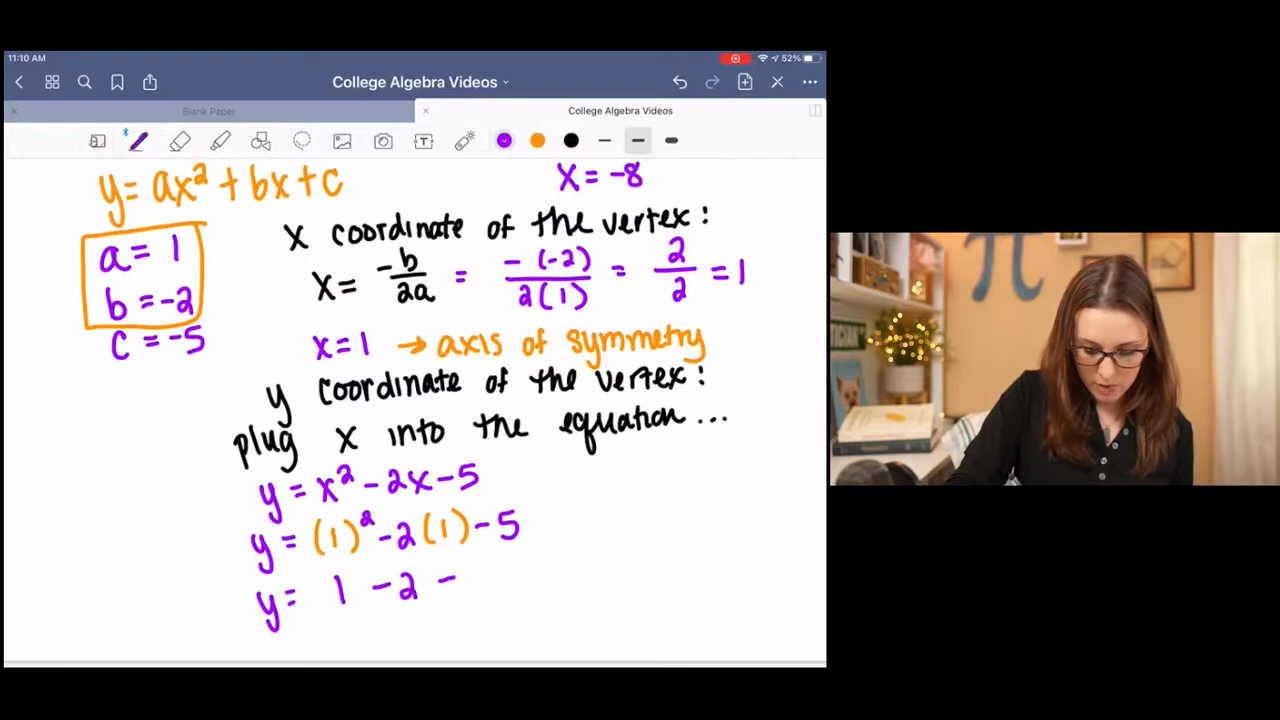 11:10 AM
52%
College Algebra Videos
Blank Paper
College Algebra Videos
y = ax² + bx + c
x = -8
a = 1
b = -2
c = -5
x coordinate of the vertex:
x = -b/2a = -(-2)/2(1) = 2/2 = 1
x = 1 → axis of symmetry
y coordinate of the vertex:
plug x into the equation...
y = x² - 2x - 5
y = (1)² - 2(1) - 5
y = 1 - 2 -